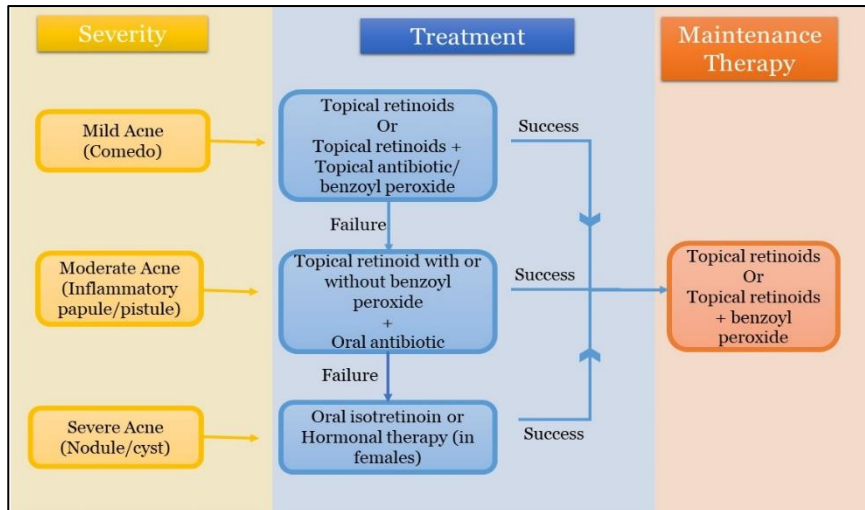 Severity
Treatment
Maintenance
Therapy
Mild Acne
(Comedo)
Topical retinoids
Or
Topical retinoids +
Topical antibiotic/
benzoyl peroxide
Success
Failure
Moderate Acne
(Inflammatory
papule/pistule)
Topical retinoid with or
without benzoyl
peroxide
+
Oral antibiotic
Success
Topical retinoids
Or
Topical retinoids
+ benzoyl
peroxide
Failure
Severe Acne
(Nodule/cyst)
Oral isotretinoin or
Hormonal therapy (in
females)
Success